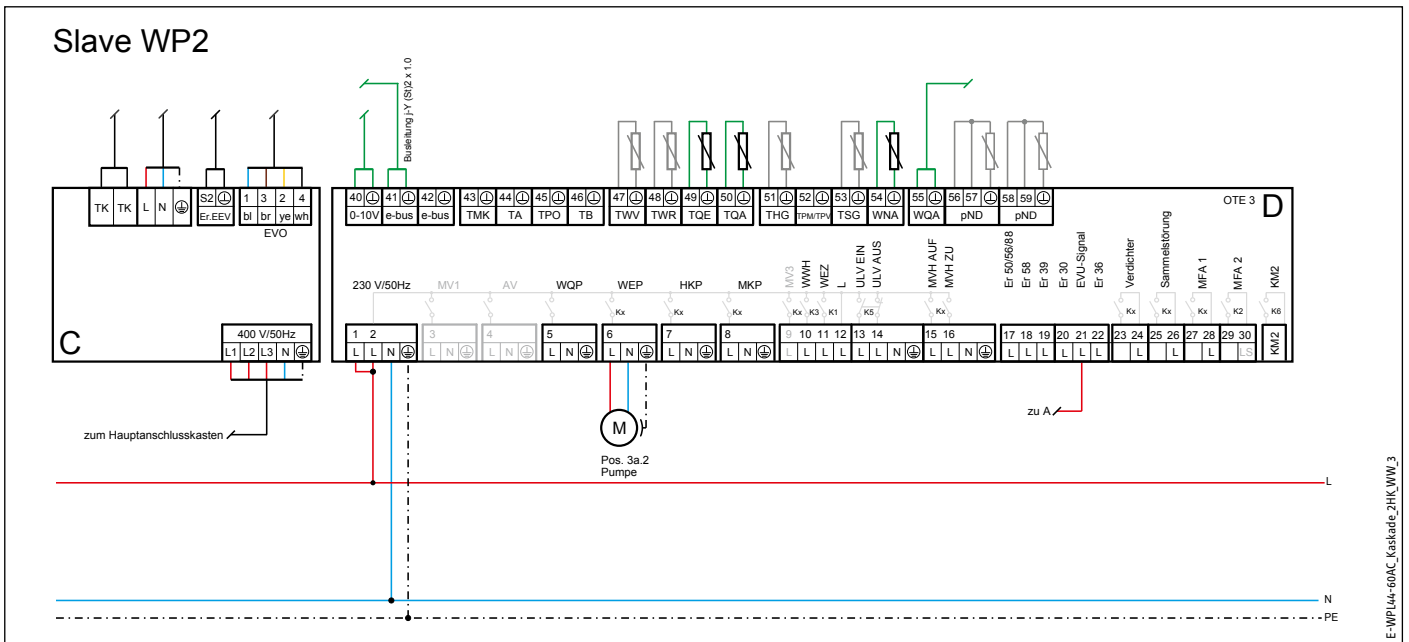 Slave WP2
Busleitung j-Y (St)2 x 1.0
TK TK L N
S2
Er.EEV
1 3 2 4
bl br ye wh
EVO
40 41 42 43 44 45 46 47 48 49 50 51 52 53 54 55 56 57 58 59
0-10V e-bus e-bus TMK TA TPO TB TWV TWR TQE TQA THG TPM/TPV TSG WNA WQA pND pND
OTE 3
D
230 V/50Hz MV1 AV WQP WEP HKP MKP MV3 WWH WEZ L ULV EIN ULV AUS MVH AUF MVH ZU Er 50/56/88 Er 58 Er 39 Er 30 EVU-Signal Er 36 Verdichter Sammelstörung MFA 1 MFA 2 KM2
Kx Kx Kx Kx K3 K1 K5 Kx Kx Kx Kx K2 K6
C
400 V/50Hz
L1 L2 L3 N
1 2 3 4 5 6 7 8 9 10 11 12 13 14 15 16 17 18 19 20 21 22 23 24 25 26 27 28 29 30 KM2
L L N L N L N L N L N L N L N L L L L L L N L L N L L L L L L L L L LS
zu A
zum Hauptanschlusskasten
M
Pos. 3a.2
Pumpe
L
N
PE
E-WPL44-60AC_Kaskade_2HK_WW_3